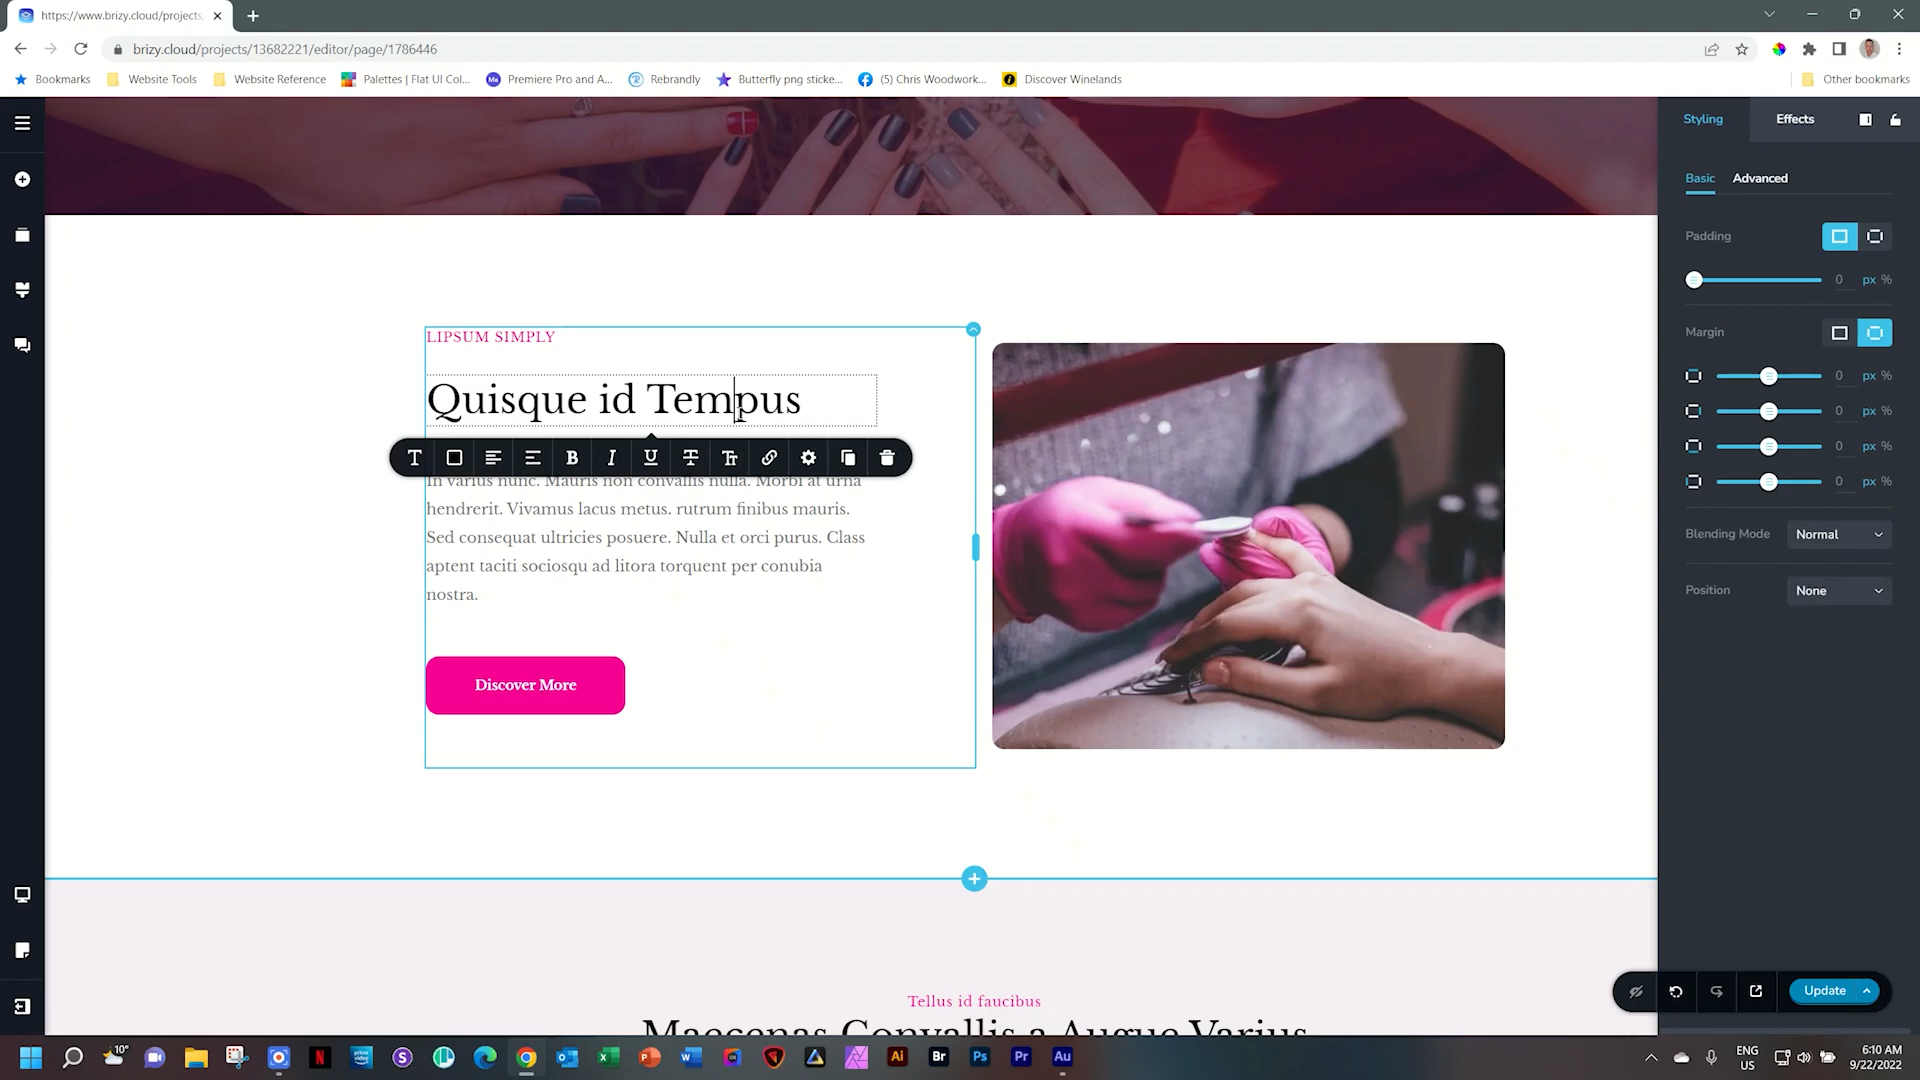 https://www.brizy.cloud/projects
brizy.cloud/projects/13682221/editor/page/1786446
Bookmarks
Website Tools
Website Reference
Palettes | Flat UI Col...
Premiere Pro and A...
Rebrandly
Butterfly png sticke...
(5) Chris Woodwork...
Discover Winelands
Other bookmarks
Styling
Effects
Basic
Advanced
Padding
0 px %
Margin
0 px %
0 px %
0 px %
0 px %
Blending Mode
Normal
Position
None
LIPSUM SIMPLY
Quisque id Tempus
In varius nunc. Mauris non convallis nulla. Morbi at urna
hendrerit. Vivamus lacus metus. rutrum finibus mauris.
Sed consequat ultricies posuere. Nulla et orci purus. Class
aptent taciti sociosqu ad litora torquent per conubia
nostra.
Discover More
Tellus id faucibus
Maecenas Convallis a Augue Varius
Update
10°
ENG
US
6:10 AM
9/22/2022